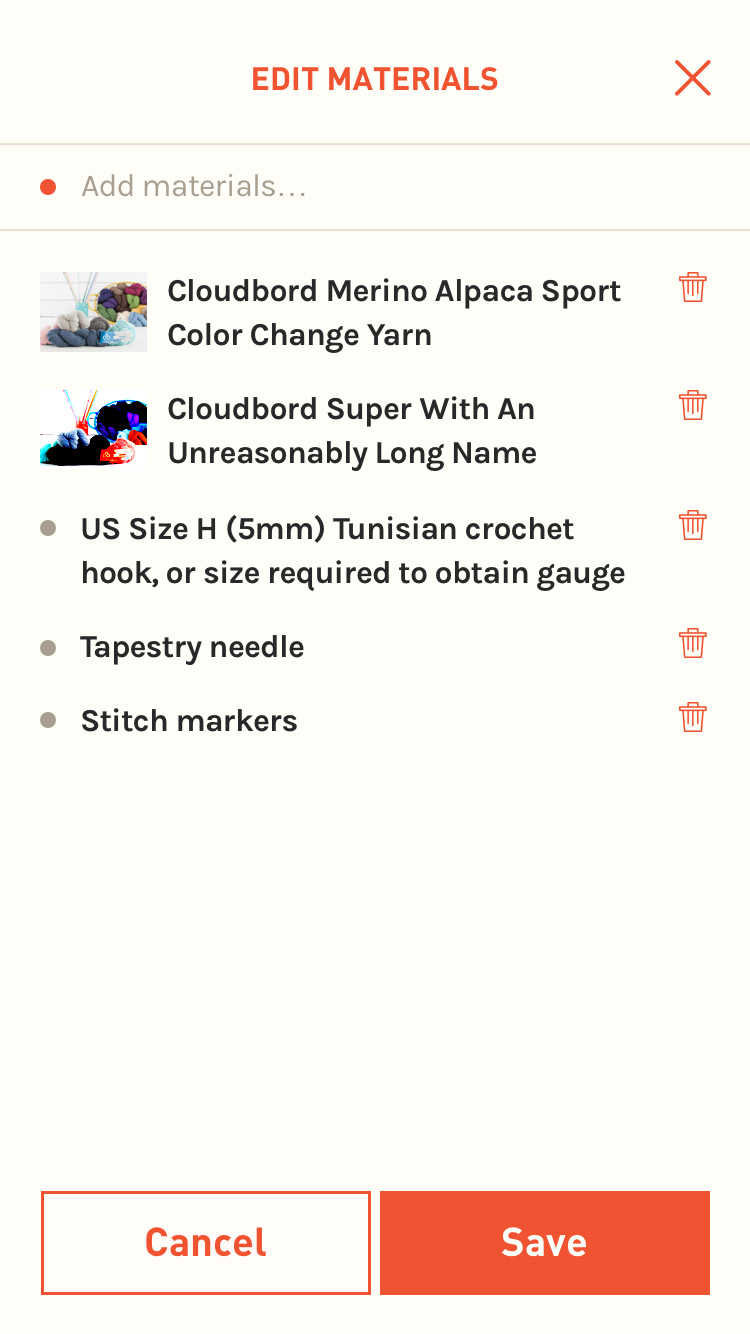 EDIT MATERIALS
Add materials...
Cloudbord Merino Alpaca Sport
Color Change Yarn
Cloudbord Super With An
Unreasonably Long Name
US Size H (5mm) Tunisian crochet
hook, or size required to obtain gauge
Tapestry needle
Stitch markers
Cancel
Save